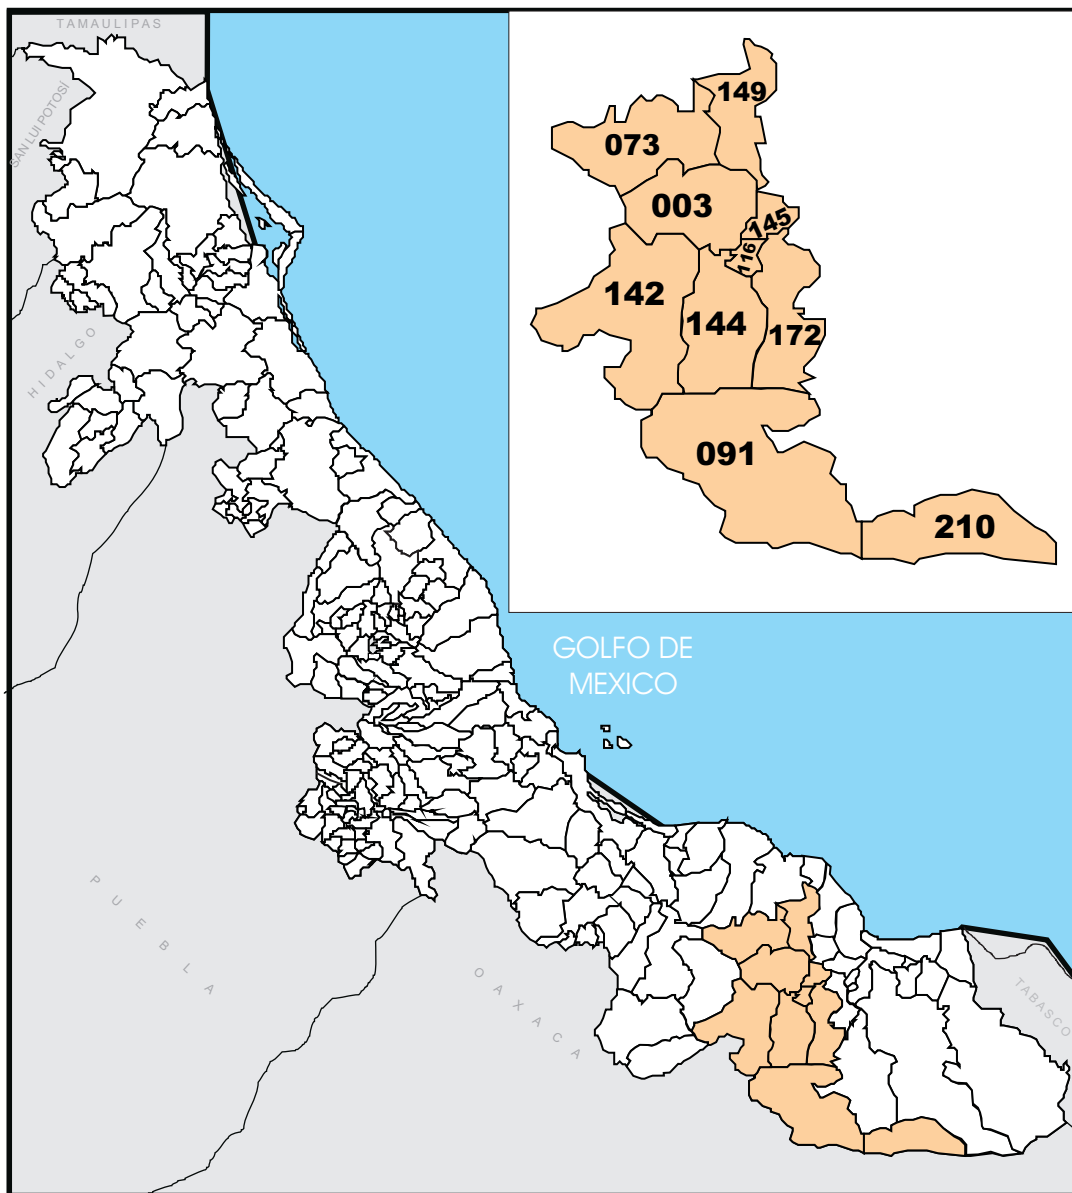 TAMAULIPAS
SAN LUI POTOSÍ
149
073
003
145
116
142
144
172
HIDALGO
091
210
GOLFO DE
MEXICO
PUEBLA
OAXACA
TABASCO